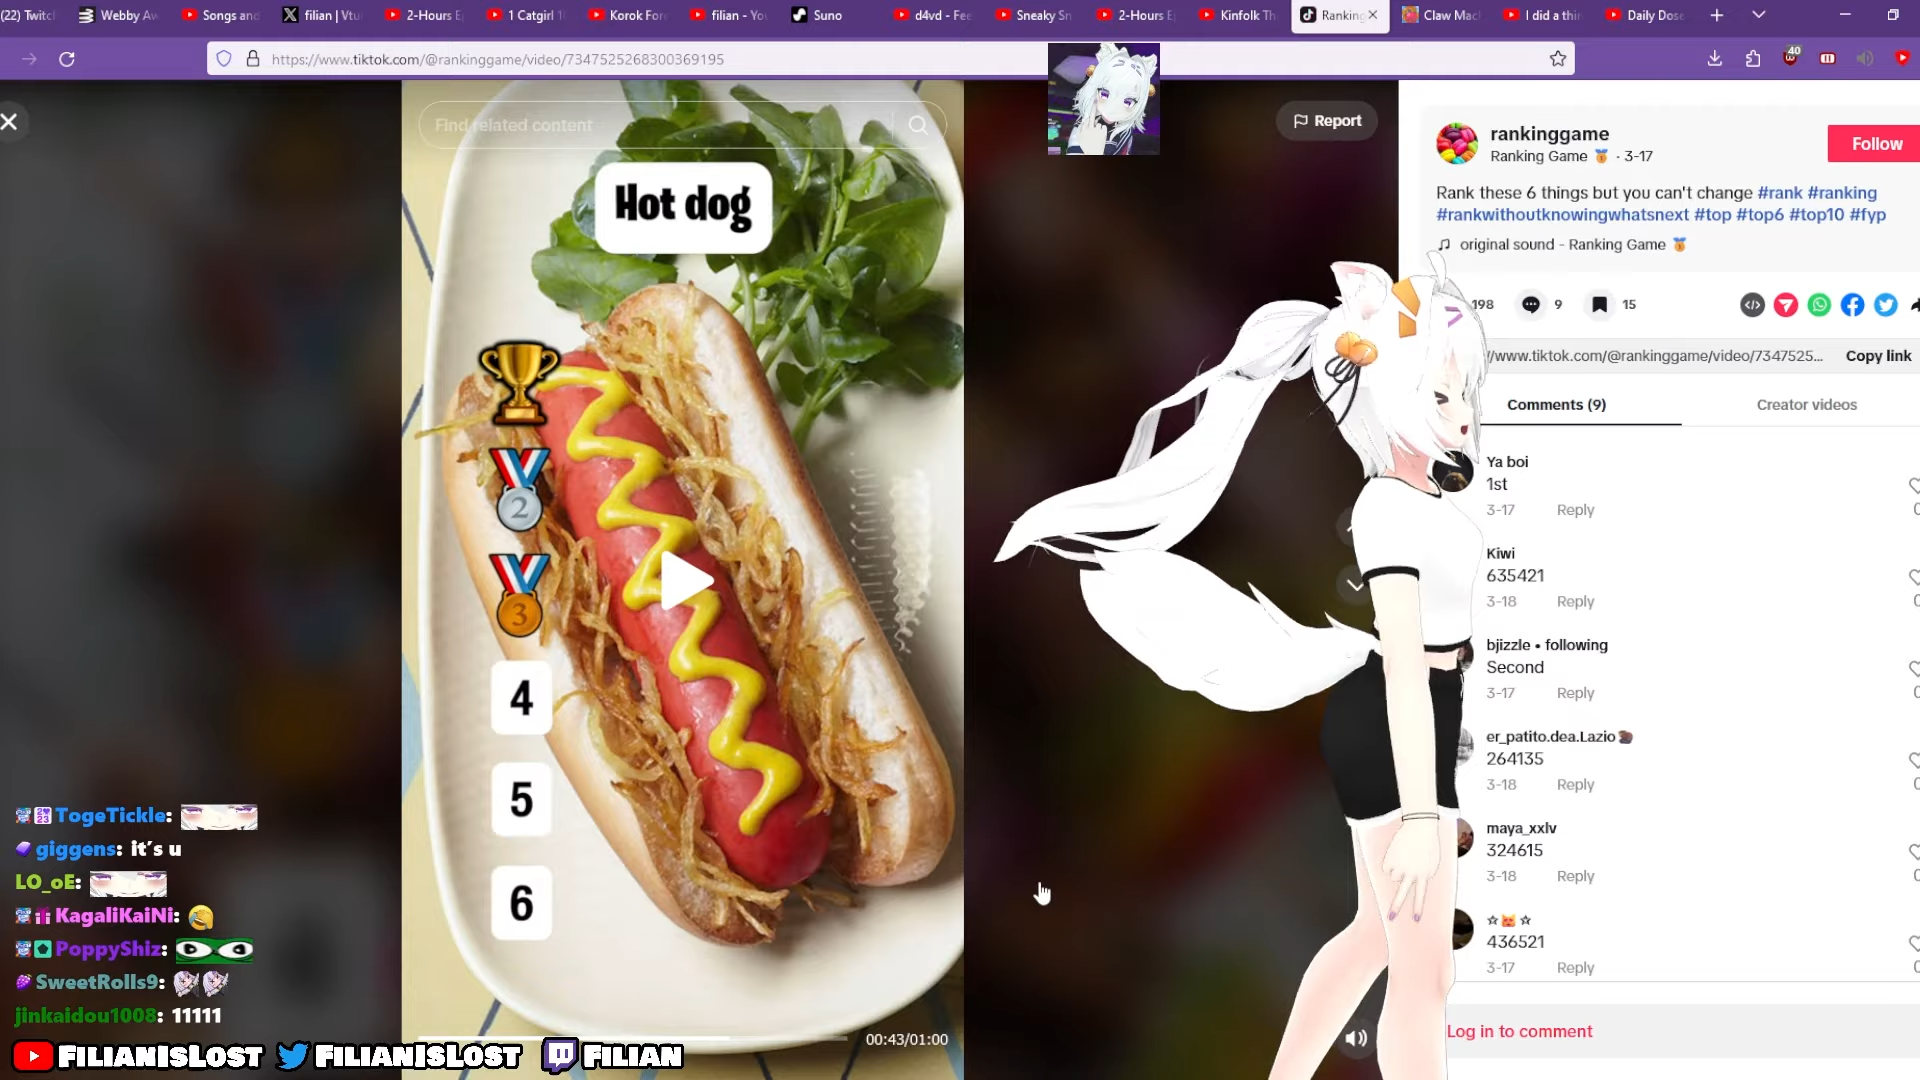 (22) Twitc
Webby Aw
Songs and
filian | Vtu
2-Hours E
1 Catgirl 1
Korok For
filian - You
Suno
d4vd - Fee
Sneaky Sn
2-Hours E
Kinfolk Th
Ranking
Claw Mac
I did a thi
Daily Dose
https://www.tiktok.com/@rankinggame/video/7347525268300369195
40
Find related content
Report
Hot dog
2
3
4
5
6
00:43/01:00
rankinggame
Ranking Game · 3-17
Follow
Rank these 6 things but you can't change #rank #ranking
#rankwithoutknowingwhatsnext #top #top6 #top10 #fyp
original sound - Ranking Game
198
9
15
//www.tiktok.com/@rankinggame/video/7347525...
Copy link
Comments (9)
Creator videos
Ya boi
1st
3-17 Reply
Kiwi
635421
3-18 Reply
bjizzle • following
Second
3-17 Reply
er_patito.dea.Lazio
264135
3-18 Reply
maya_xxlv
324615
3-18 Reply
436521
3-17 Reply
Log in to comment
TogeTickle:
giggens: it's u
LO_oE:
KagaliKaiNi:
PoppyShiz:
SweetRolls9:
jinkaidou1008: 11111
FILIANISLOST FILIANISLOST FILIAN